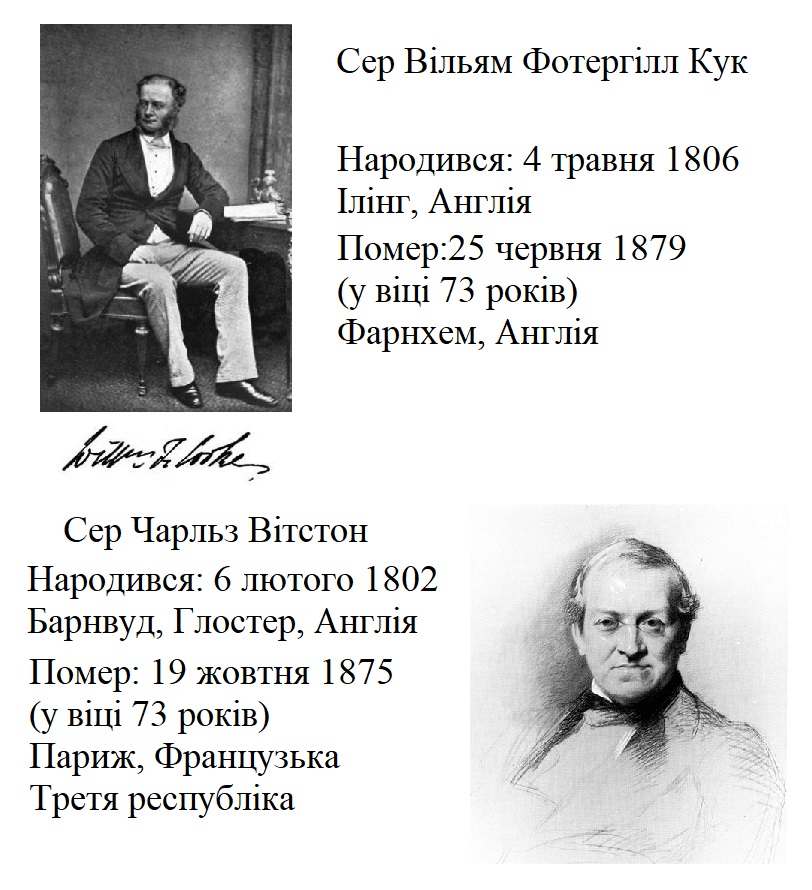 Сер Вільям Фотергілл Кук
Народився: 4 травня 1806
Ілінг, Англія
Помер:25 червня 1879
(у віці 73 років)
Фарнхем, Англія
Willm F. Cooke
Сер Чарльз Вітстон
Народився: 6 лютого 1802
Барнвуд, Глостер, Англія
Помер: 19 жовтня 1875
(у віці 73 років)
Париж, Французька
Третя республіка